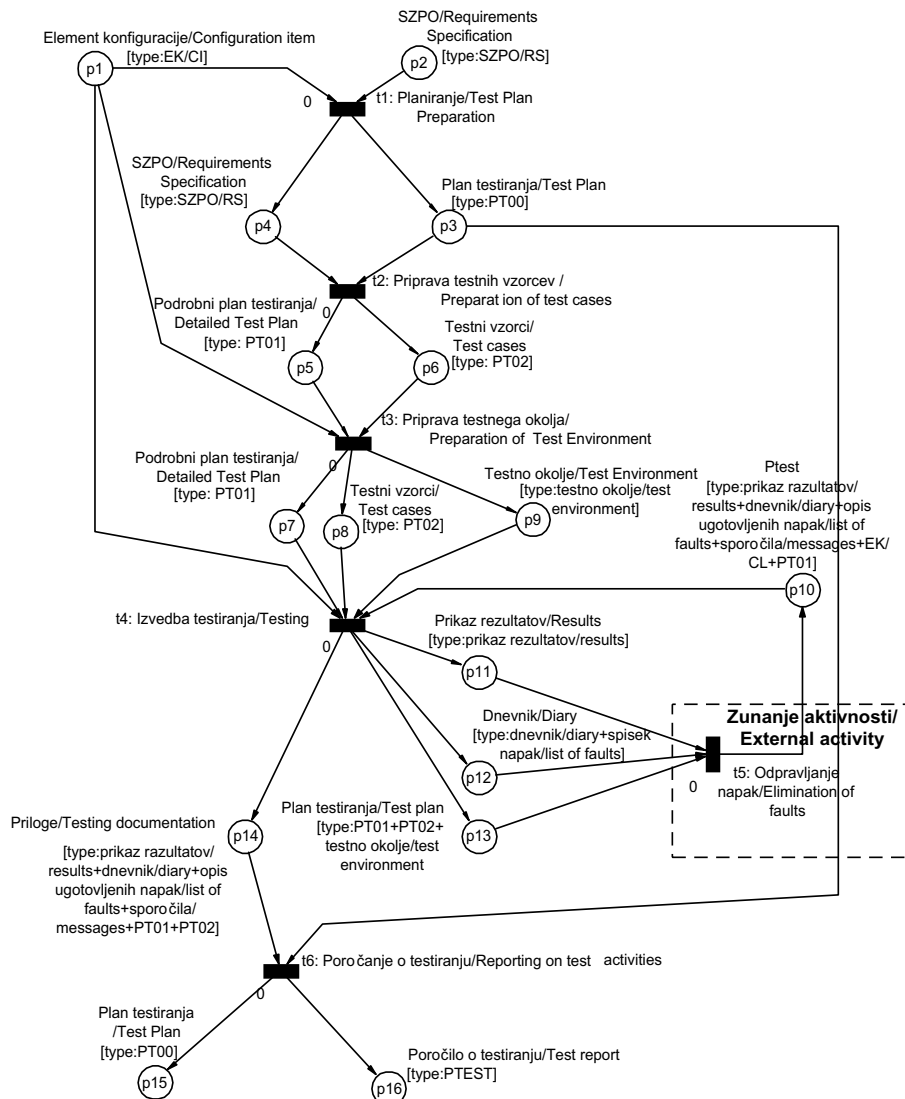 SZPO/Requirements
Specification
[type:SZPO/RS]
Element konfiguracije/Configuration item
[type:EK/CI]
p1
p2
0
t1: Planiranje/Test Plan
Preparation
SZPO/Requirements
Specification
[type:SZPO/RS]
Plan testiranja/Test Plan
[type:PT00]
p4
p3
t2: Priprava testnih vzorcev /
Preparation of test cases
0
Podrobni plan testiranja/
Detailed Test Plan
[type: PT01]
Testni vzorci/
Test cases
[type: PT02]
p5
p6
t3: Priprava testnega okolja/
Preparation of Test Environment
0
Podrobni plan testiranja/
Detailed Test Plan
[type: PT01]
Testni vzorci/
Test cases
[type: PT02]
Testno okolje/Test Environment
[type:testno okolje/test
environment]
Ptest
[type:prikaz razultatov/
results+dnevnik/diary+opis
ugotovljenih napak/list of
faults+sporočila/messages+EK/
CL+PT01]
p7
p8
p9
p10
t4: Izvedba testiranja/Testing
0
Prikaz rezultatov/Results
[type:prikaz rezultatov/results]
p11
Dnevnik/Diary
[type:dnevnik/diary+spisek
napak/list of faults]
p12
Zunanje aktivnosti/
External activity
t5: Odpravljanje
napak/Elimination of
faults
0
Plan testiranja/Test plan
[type:PT01+PT02+
testno okolje/test
environment
p13
Priloge/Testing documentation
p14
[type:prikaz razultatov/
results+dnevnik/diary+opis
ugotovljenih napak/list of
faults+sporočila/
messages+PT01+PT02]
t6: Poročanje o testiranju/Reporting on test activities
0
Plan testiranja
/Test Plan
[type:PT00]
p15
Poročilo o testiranju/Test report
[type:PTEST]
p16